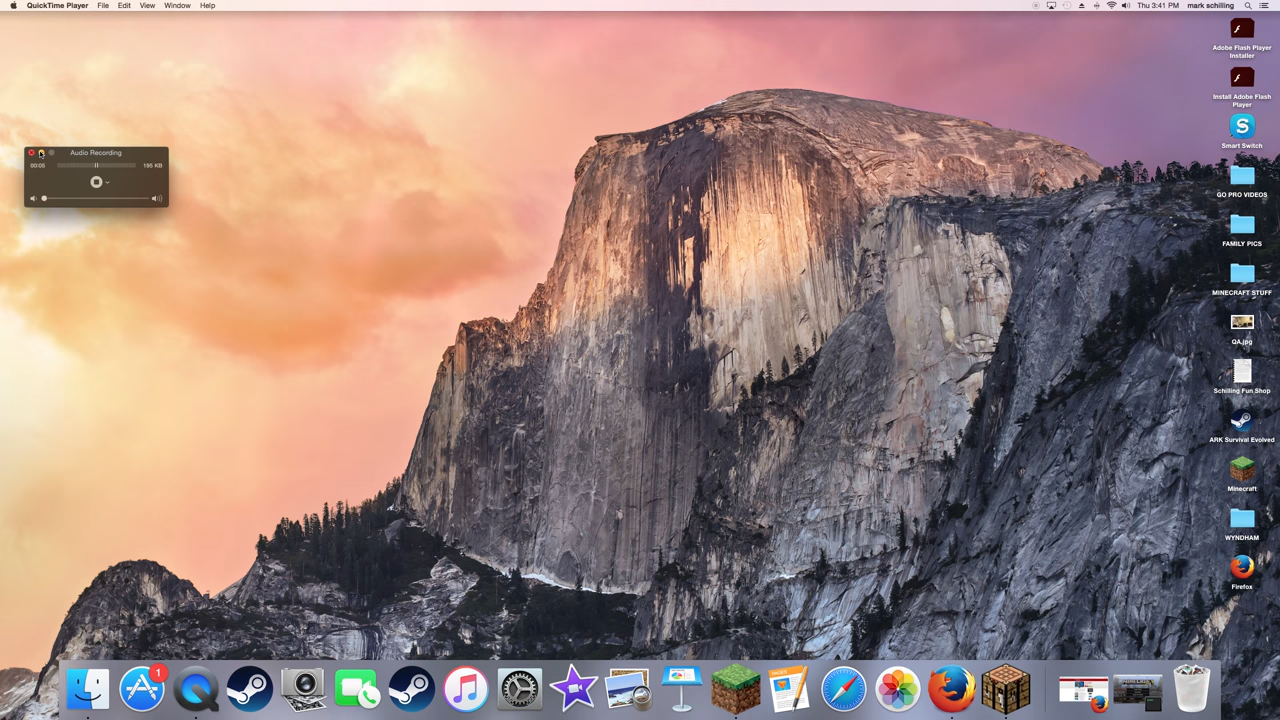 QuickTime Player File Edit View Window Help
Thu 3:41 PM mark schilling
Audio Recording
00:05
195 KB
Adobe Flash Player
Installer
Install Adobe Flash
Player
Smart Switch
GO PRO VIDEOS
FAMILY PICS
MINECRAFT STUFF
QA.jpg
Schilling Fun Shop
ARK Survival Evolved
Minecraft
WYNDHAM
Firefox
1